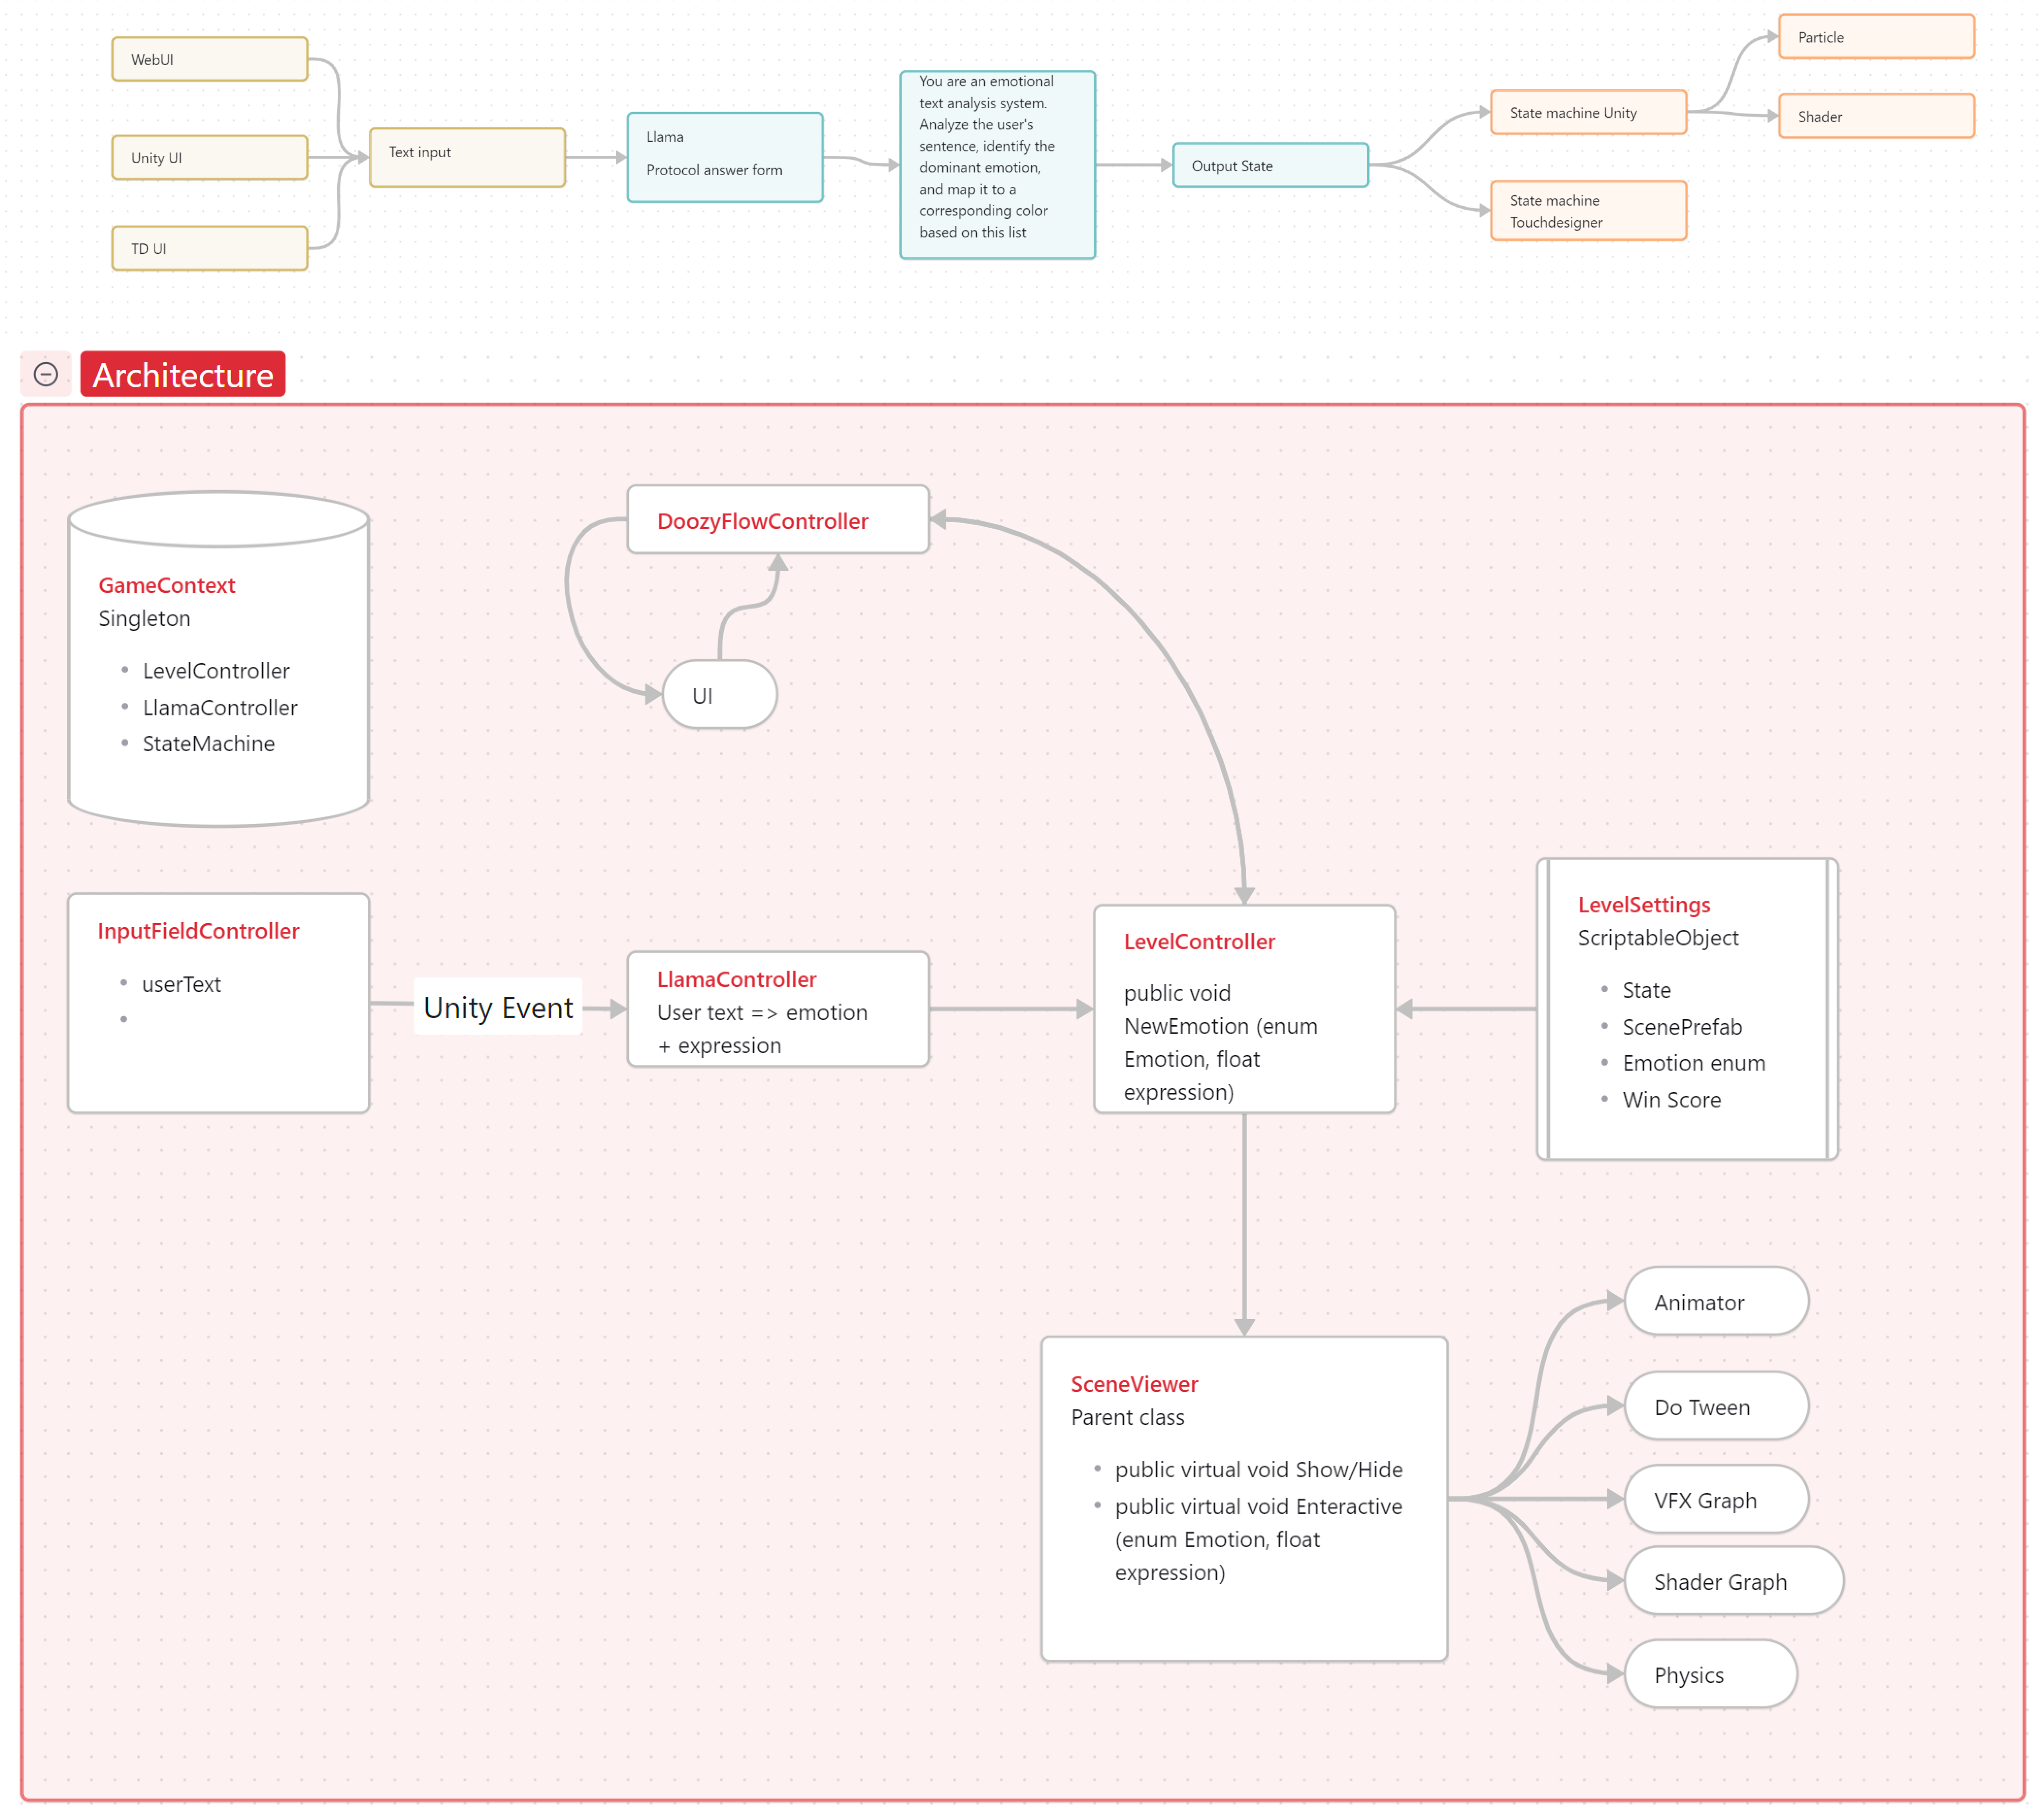 WebUI
Unity UI
TD UI
Text input
Llama
Protocol answer form
You are an emotional
text analysis system.
Analyze the user's
sentence, identify the
dominant emotion,
and map it to a
corresponding color
based on this list
Output State
State machine Unity
State machine
Touchdesigner
Particle
Shader
Architecture
GameContext
Singleton
• LevelController
• LlamaController
• StateMachine
DoozyFlowController
UI
InputFieldController
• userText
•
Unity Event
LlamaController
User text => emotion
+ expression
LevelController
public void
NewEmotion (enum
Emotion, float
expression)
LevelSettings
ScriptableObject
• State
• ScenePrefab
• Emotion enum
• Win Score
SceneViewer
Parent class
• public virtual void Show/Hide
• public virtual void Enteractive
(enum Emotion, float
expression)
Animator
Do Tween
VFX Graph
Shader Graph
Physics